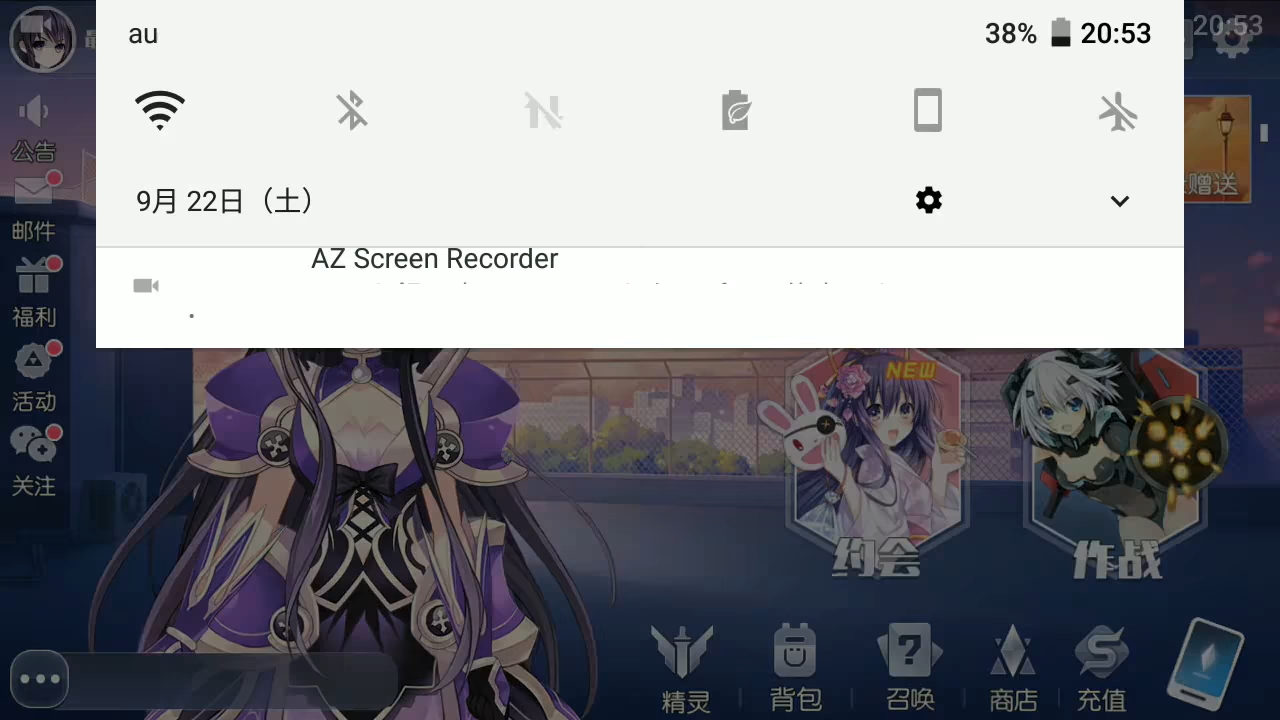 au
38%
20:53
20:53
公告
邮件
福利
活动
关注
9月 22日（土）
AZ Screen Recorder
赠送
NEW
约会
作战
精灵
背包
召唤
商店
充值